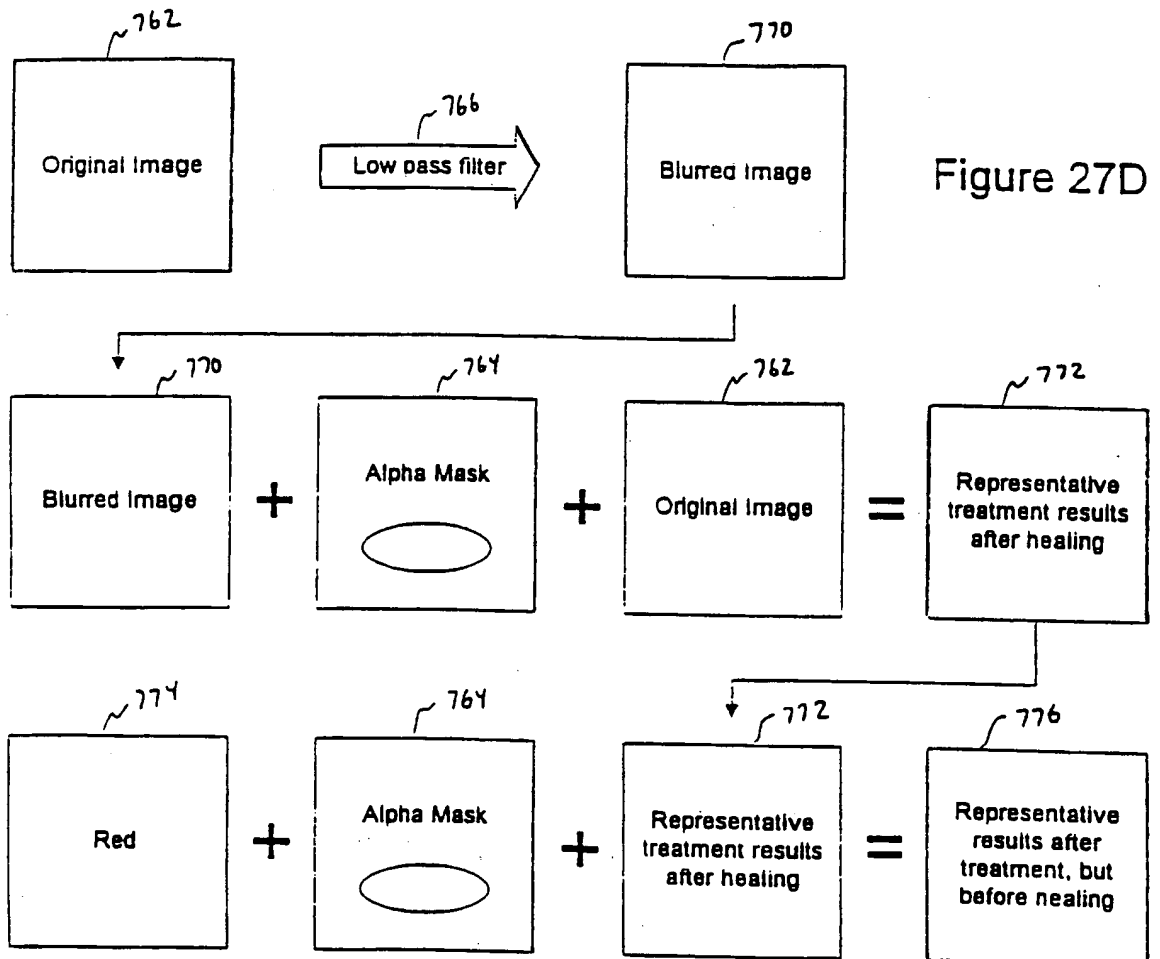 762
770
766
Original Image
Low pass filter
Blurred Image
Figure 27D
770
764
762
772
Blurred Image
+
Alpha Mask
+
Original Image
=
Representative
treatment results
after healing
774
764
772
776
Red
+
Alpha Mask
+
Representative
treatment results
after healing
=
Representative
results after
treatment, but
before nealing